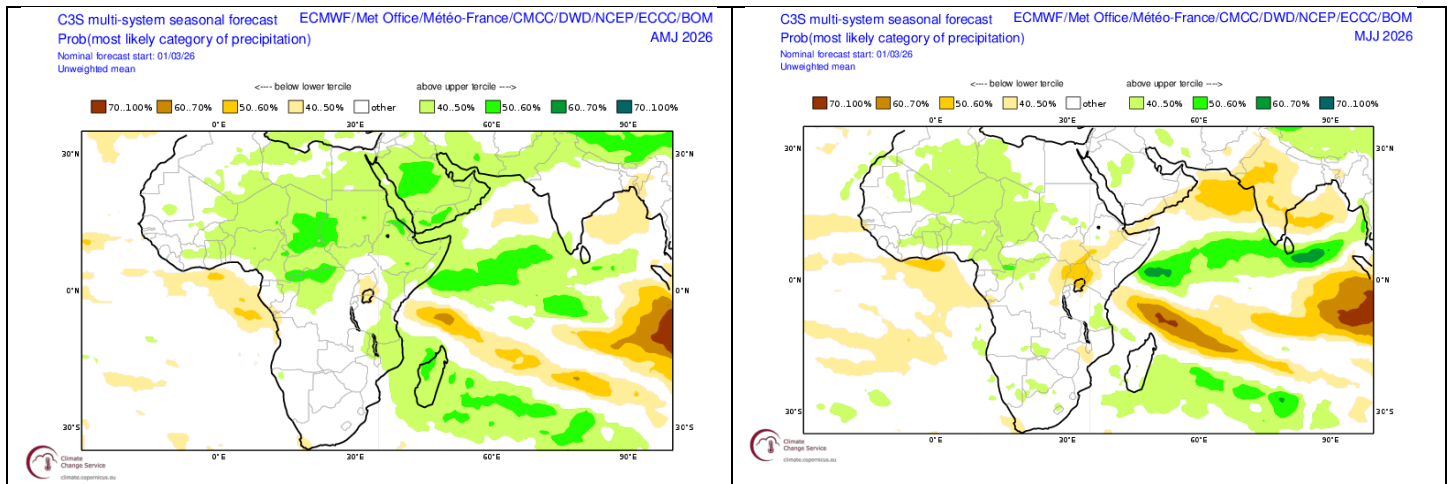 C3S multi-system seasonal forecast ECMWF/Met Office/Météo-France/CMCC/DWD/NCEP/ECCC/BOM
Prob(most likely category of precipitation) AMJ 2026
Nominal forecast start: 01/03/26
Unweighted mean
<---- below lower tercile above upper tercile ---->
70..100% 60..70% 50..60% 40..50% other 40..50% 50..60% 60..70% 70..100%
0°E 30°E 60°E 90°E
30°N 30°N
0°N 0°N
30°S 30°S
0°E 30°E 60°E 90°E
Climate
Change Service
climate.copernicus.eu
C3S multi-system seasonal forecast ECMWF/Met Office/Météo-France/CMCC/DWD/NCEP/ECCC/BOM
Prob(most likely category of precipitation) MJJ 2026
Nominal forecast start: 01/03/26
Unweighted mean
<---- below lower tercile above upper tercile ---->
70..100% 60..70% 50..60% 40..50% other 40..50% 50..60% 60..70% 70..100%
0°E 30°E 60°E 90°E
30°N 30°N
0°N 0°N
30°S 30°S
0°E 30°E 60°E 90°E
Climate
Change Service
climate.copernicus.eu